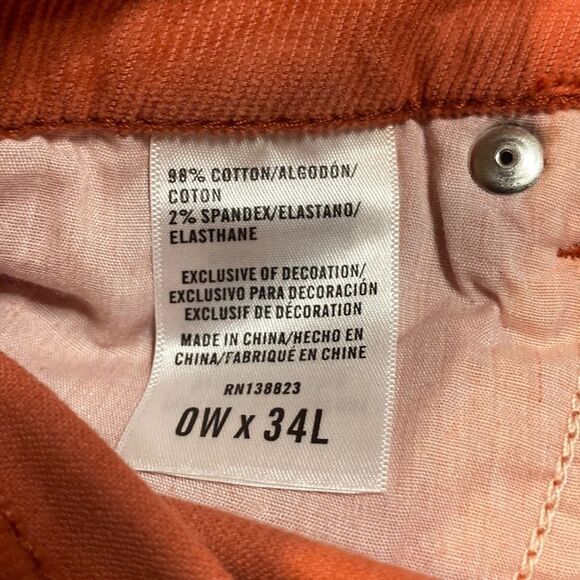 98% COTTON/ALGODÓN/
COTON
2% SPANDEX/ELASTANO/
ELASTHANE
EXCLUSIVE OF DECOATION/
EXCLUSIVO PARA DECORACIÓN
EXCLUSIF DE DÉCORATION
MADE IN CHINA/HECHO EN
CHINA/FABRIQUÉ EN CHINE
RN138823
0W x 34L